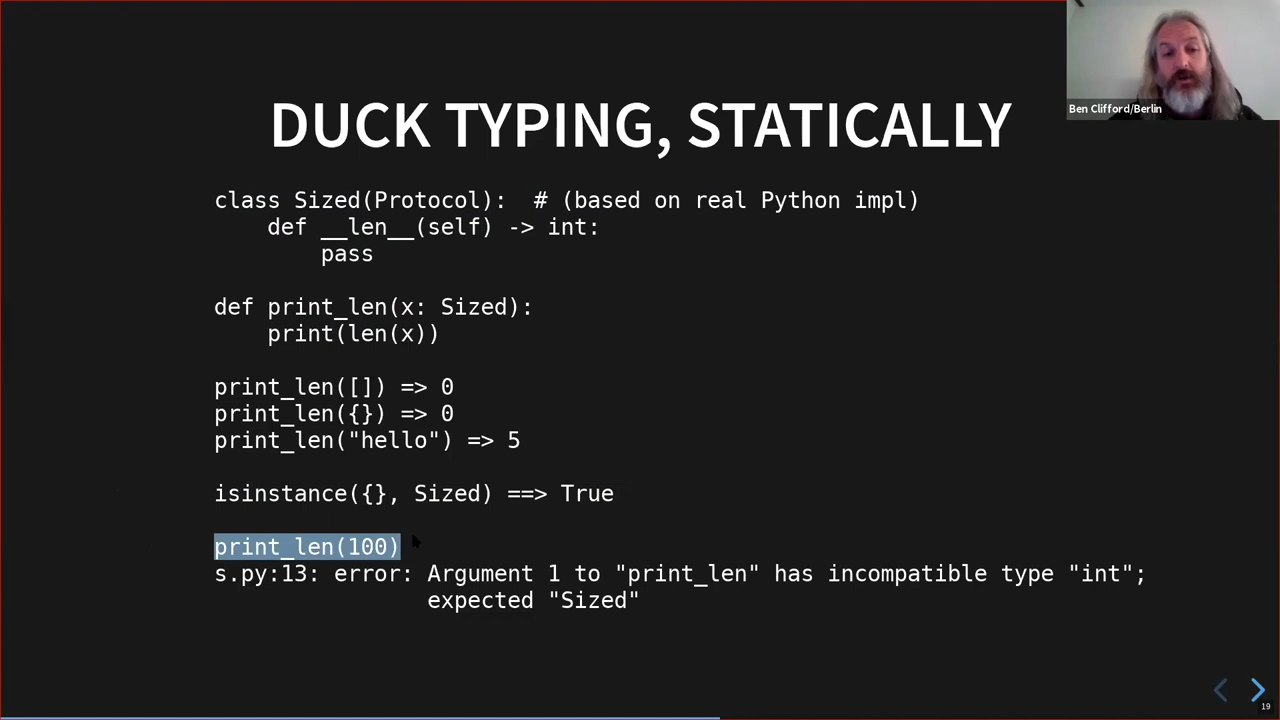 DUCK TYPING, STATICALLY
Ben Clifford/Berlin
class Sized(Protocol):  # (based on real Python impl)
    def __len__(self) -> int:
        pass
def print_len(x: Sized):
    print(len(x))
print_len([]) => 0
print_len({}) => 0
print_len("hello") => 5
isinstance({}, Sized) ==> True
print_len(100)
s.py:13: error: Argument 1 to "print_len" has incompatible type "int";
                expected "Sized"
19